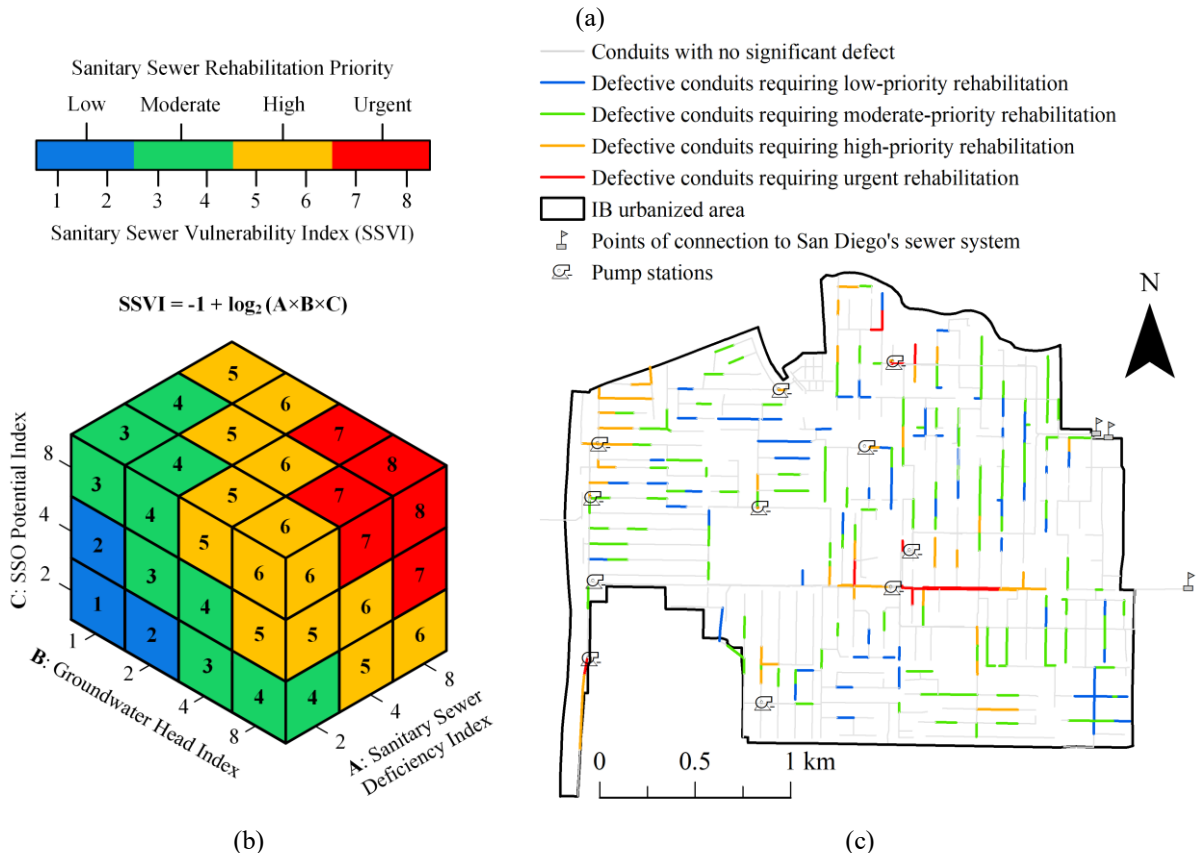 (a)
Sanitary Sewer Rehabilitation Priority
Low Moderate High Urgent
1 2 3 4 5 6 7 8
Sanitary Sewer Vulnerability Index (SSVI)
SSVI = -1 + log₂ (A×B×C)
5
4 6
3 5 7
4 6 8
5 7
6
3 4 5 6
2 3 4 5
1 2 3 4
6 7 8
5 6 7
4 5 6
C: SSO Potential Index
8
4
2
B: Groundwater Head Index
1
2
4
8
A: Sanitary Sewer
Deficiency Index
2
4
8
(b)
Conduits with no significant defect
Defective conduits requiring low-priority rehabilitation
Defective conduits requiring moderate-priority rehabilitation
Defective conduits requiring high-priority rehabilitation
Defective conduits requiring urgent rehabilitation
IB urbanized area
Points of connection to San Diego's sewer system
Pump stations
N
0 0.5 1 km
(c)